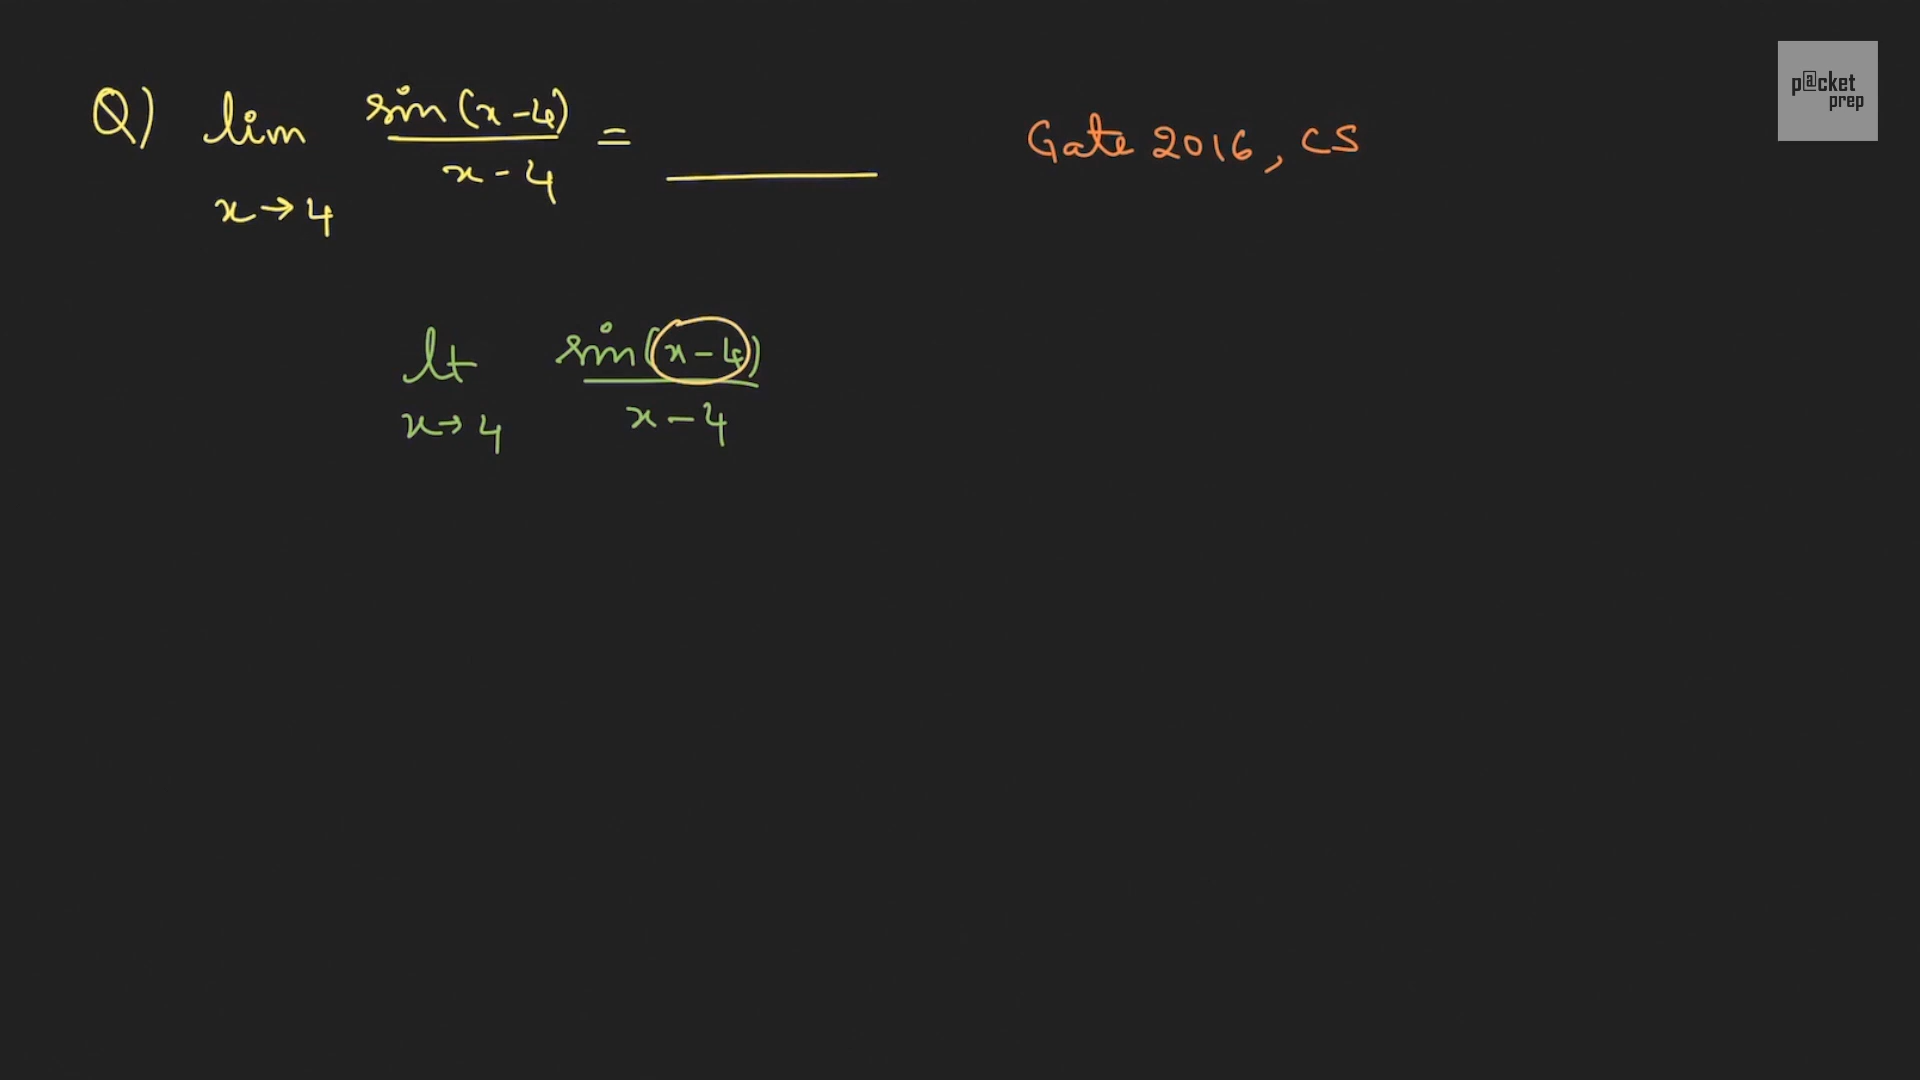 Q) lim sin(x-4) = ______
x-4
x→4
Gate 2016, CS
p@cket
prep
lt sin(x-4)
x→4 x-4